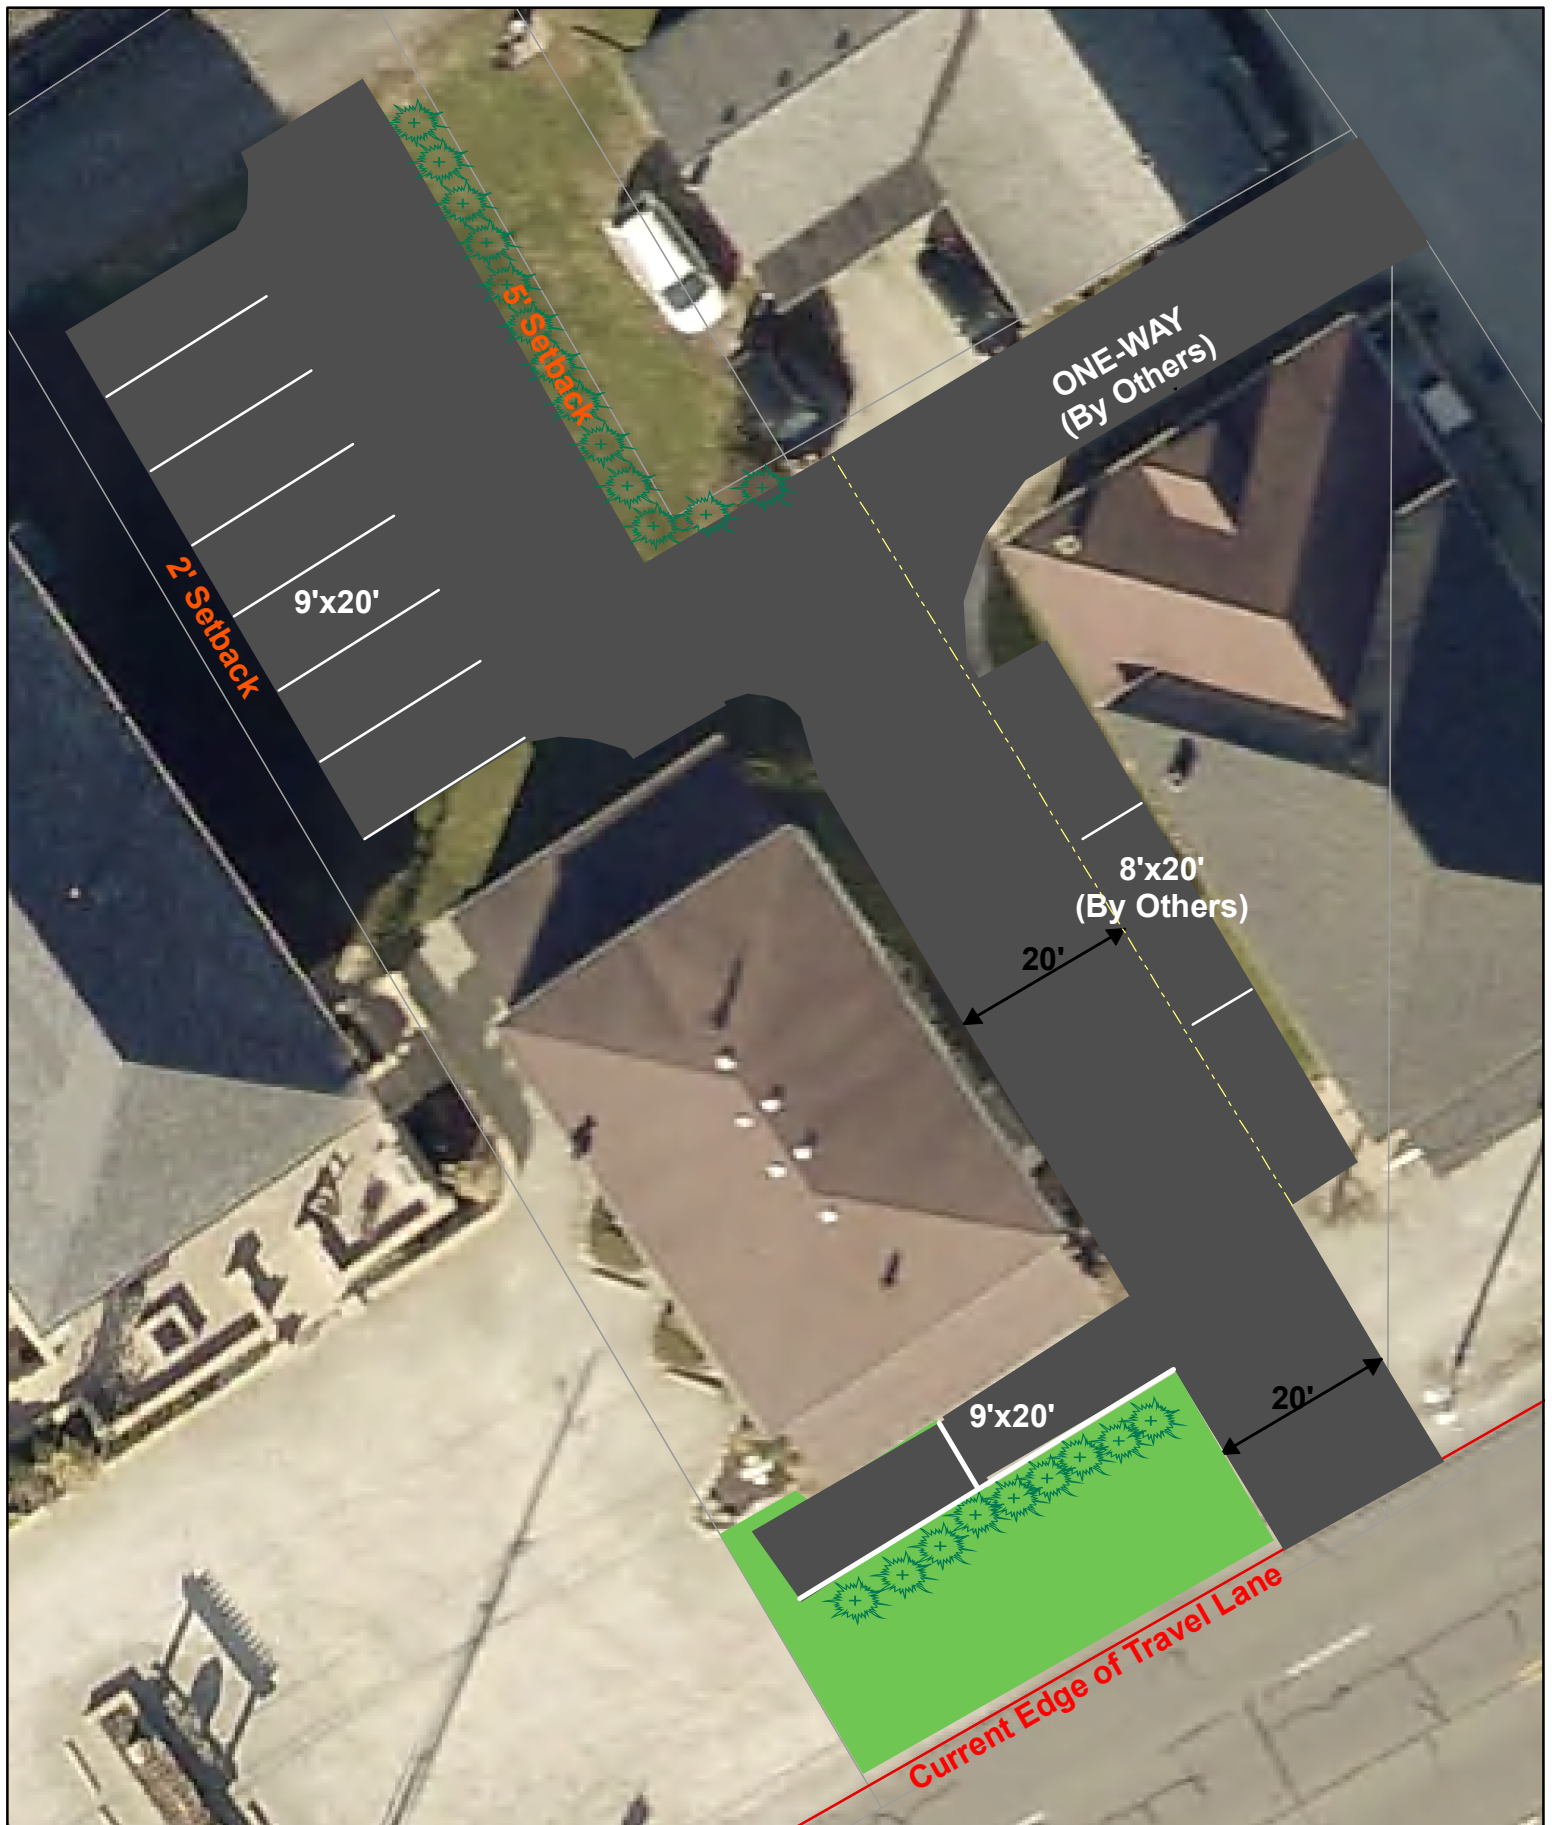 5' Setback
ONE-WAY
(By Others)
2' Setback
9'x20'
8'x20'
(By Others)
20'
20'
9'x20'
Current Edge of Travel Lane